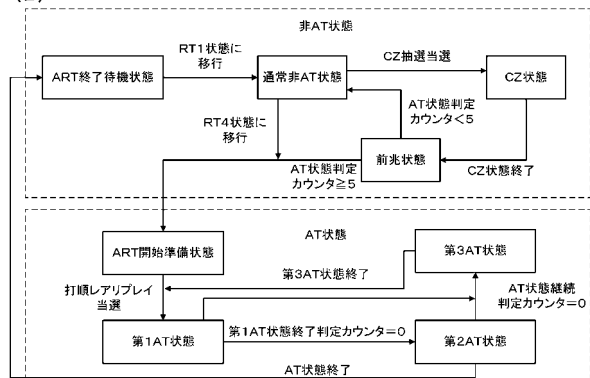 非AT状態
ART終了待機状態
RT1状態に
移行
通常非AT状態
CZ抽選当選
CZ状態
AT状態判定
カウンタ<5
RT4状態に
移行
前兆状態
CZ状態終了
AT状態判定
カウンタ≧5
AT状態
ART開始準備状態
第3AT状態
第3AT状態終了
打順レアリプレイ
当選
AT状態継続
判定カウンタ=0
第1AT状態
第1AT状態終了判定カウンタ=0
第2AT状態
AT状態終了